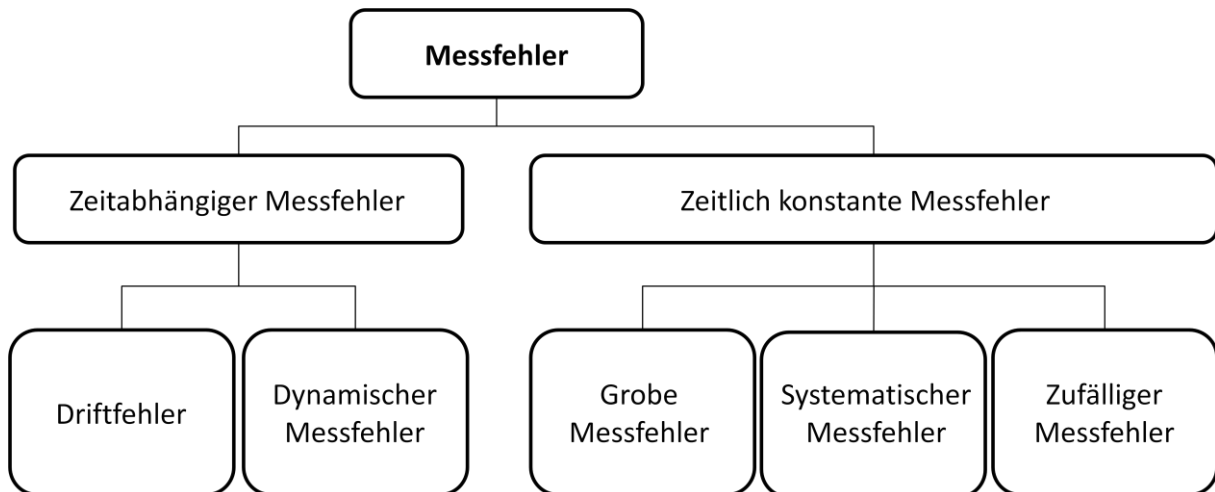 Messfehler
Zeitabhängiger Messfehler
Zeitlich konstante Messfehler
Driftfehler
Dynamischer
Messfehler
Grobe
Messfehler
Systematischer
Messfehler
Zufälliger
Messfehler